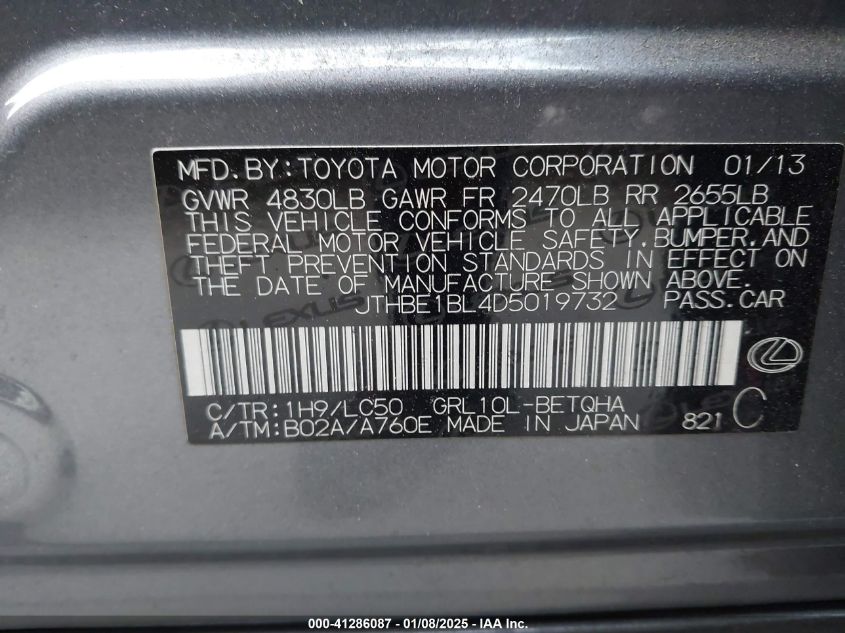 MFD.BY:TOYOTA MOTOR CORPORATION 01/13
GVWR 4830LB GAWR FR 2470LB RR 2655LB
THIS VEHICLE CONFORMS TO ALL APPLICABLE
FEDERAL MOTOR VEHICLE SAFETY,BUMPER,AND
THEFT PREVENTION STANDARDS IN EFFECT ON
THE DATE OF MANUFACTURE SHOWN ABOVE.
JTHBE1BL4D5019732 PASS.CAR
C/TR:1H9/LC50 GRL10L-BETQHA
A/TM:B02A/A760E MADE IN JAPAN 821 C
000-41286087 - 01/08/2025 - IAA Inc.